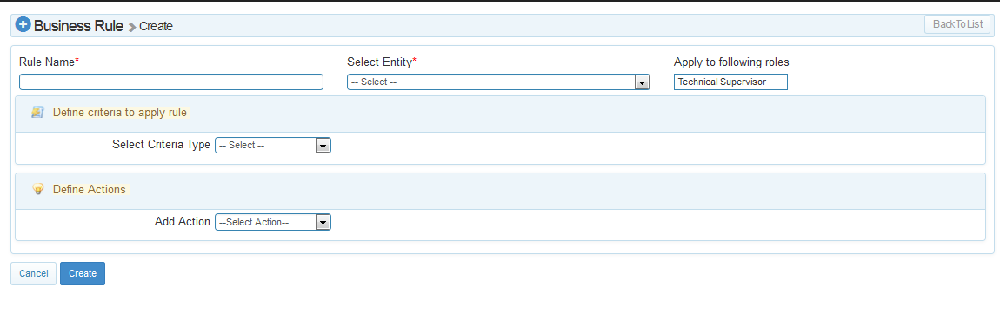 Business Rule > Create
BackToList
Rule Name* Select Entity* Apply to following roles
-- Select -- Technical Supervisor
Define criteria to apply rule
Select Criteria Type -- Select --
Define Actions
Add Action --Select Action--
Cancel Create